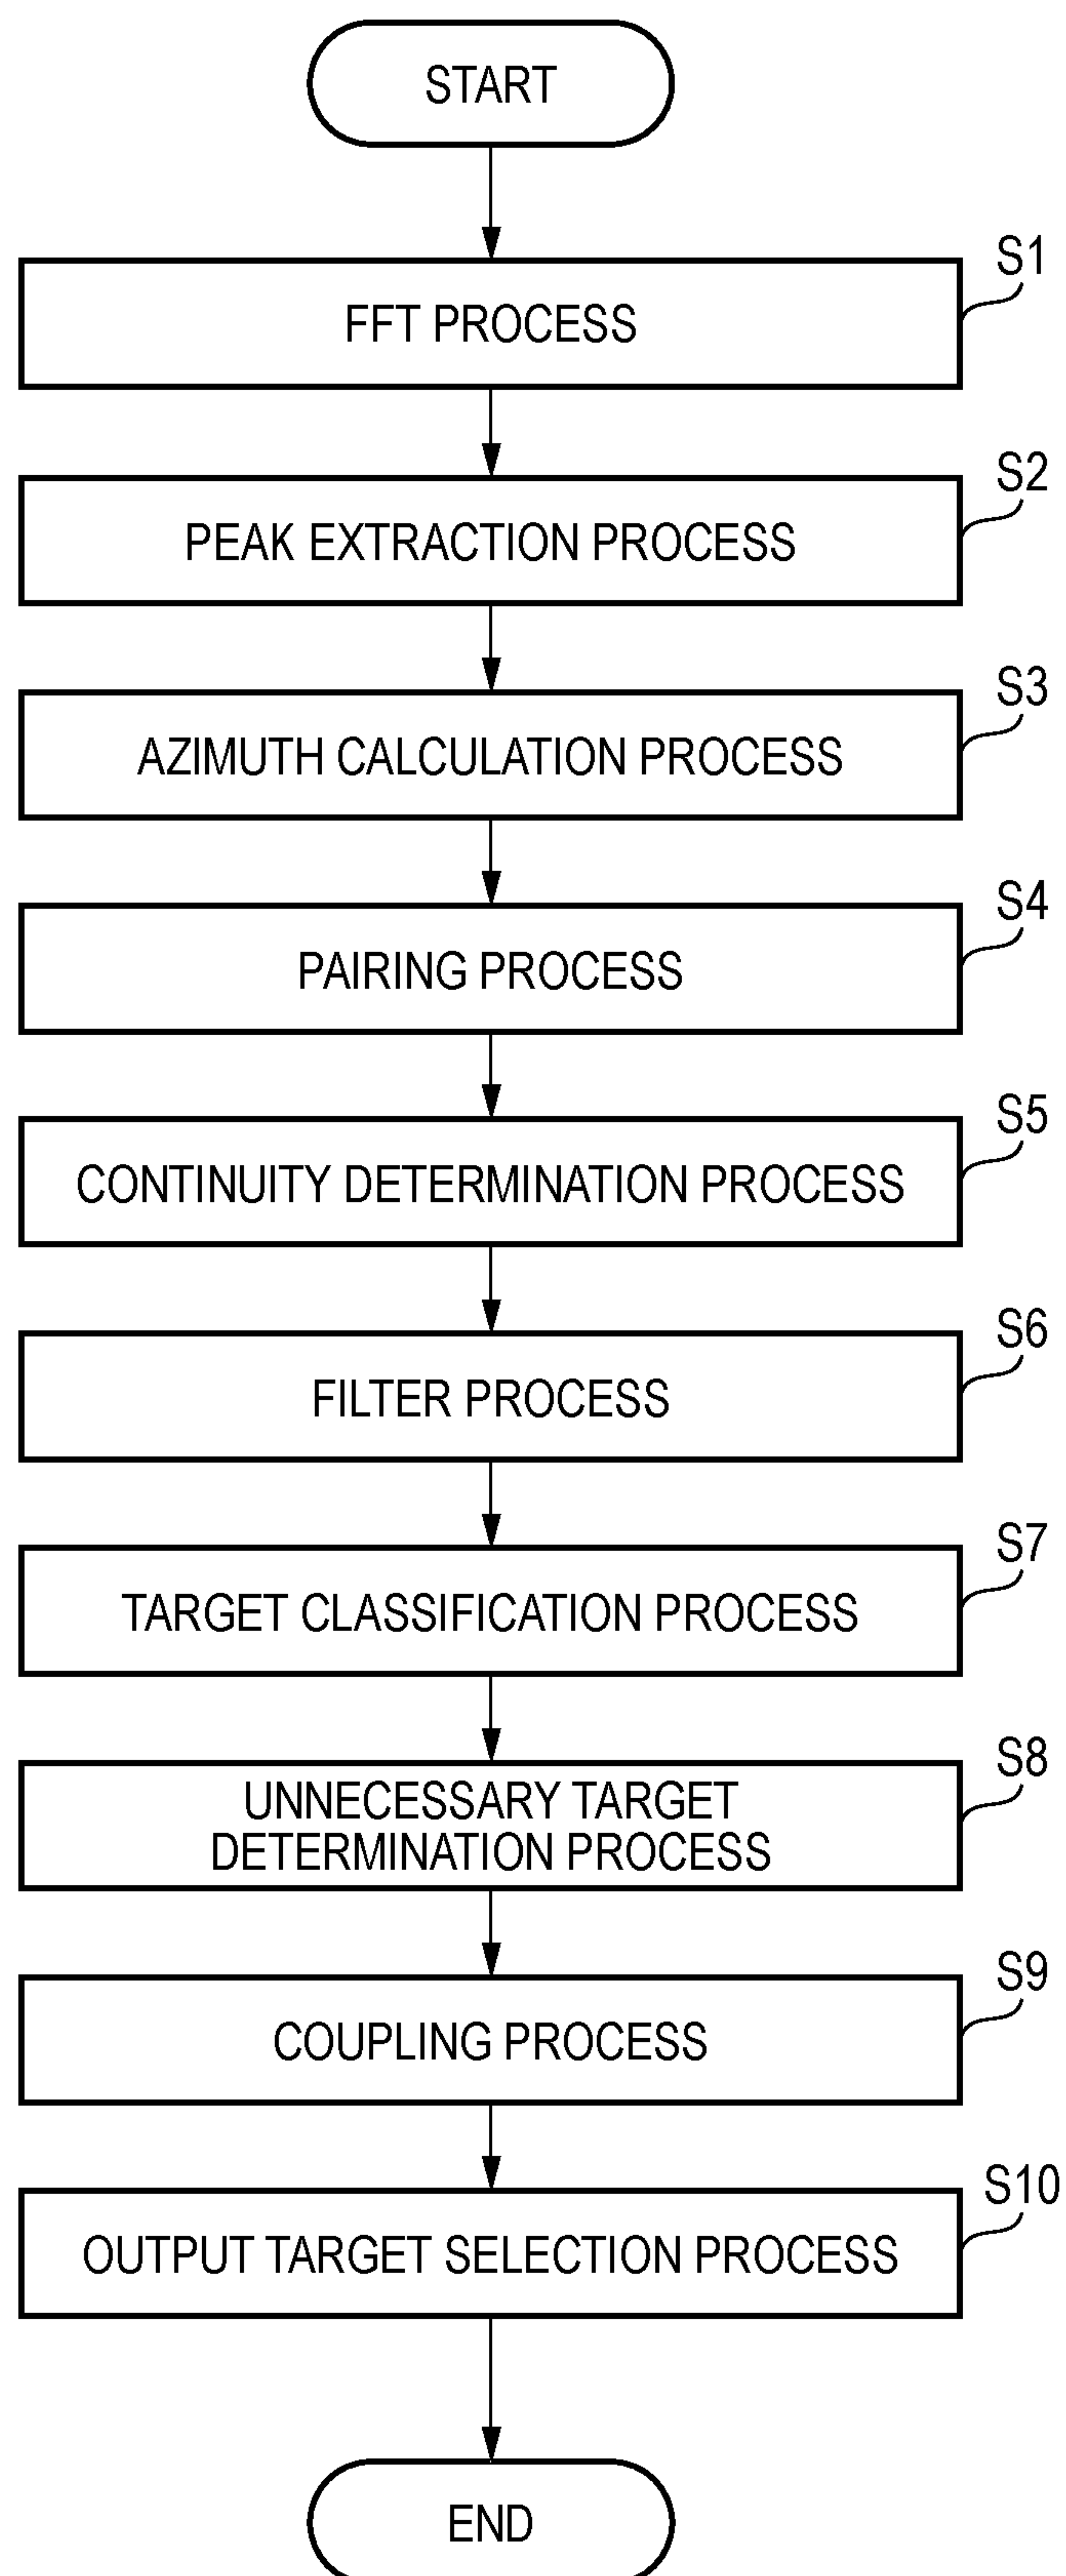 START
S1
FFT PROCESS
S2
PEAK EXTRACTION PROCESS
S3
AZIMUTH CALCULATION PROCESS
S4
PAIRING PROCESS
S5
CONTINUITY DETERMINATION PROCESS
S6
FILTER PROCESS
S7
TARGET CLASSIFICATION PROCESS
S8
UNNECESSARY TARGET
DETERMINATION PROCESS
S9
COUPLING PROCESS
S10
OUTPUT TARGET SELECTION PROCESS
END